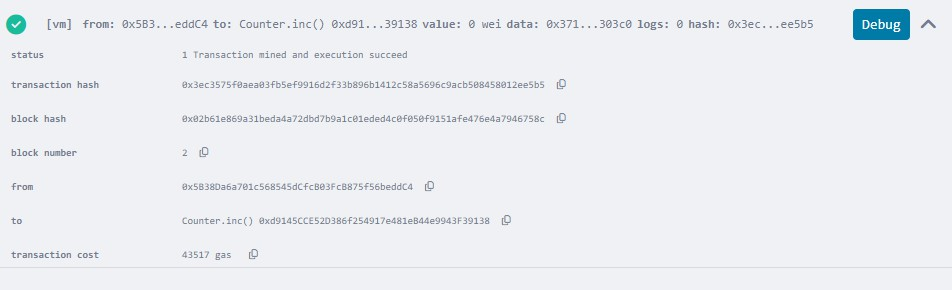 [vm] from: 0x5B3...eddC4 to: Counter.inc() 0xd91...39138 value: 0 wei data: 0x371...303c0 logs: 0 hash: 0x3ec...ee5b5 Debug
status 1 Transaction mined and execution succeed
transaction hash 0x3ec3575f0aea03fb5ef9916d2f33b896b1412c58a5696c9acb508458012ee5b5
block hash 0x02b61e869a31beda4a72dbd7b9a1c01eded4c0f050f9151afe476e4a7946758c
block number 2
from 0x5B38Da6a701c568545dCfcB03FcB875f56beddC4
to Counter.inc() 0xd9145CCE52D386f254917e481eB44e9943F39138
transaction cost 43517 gas